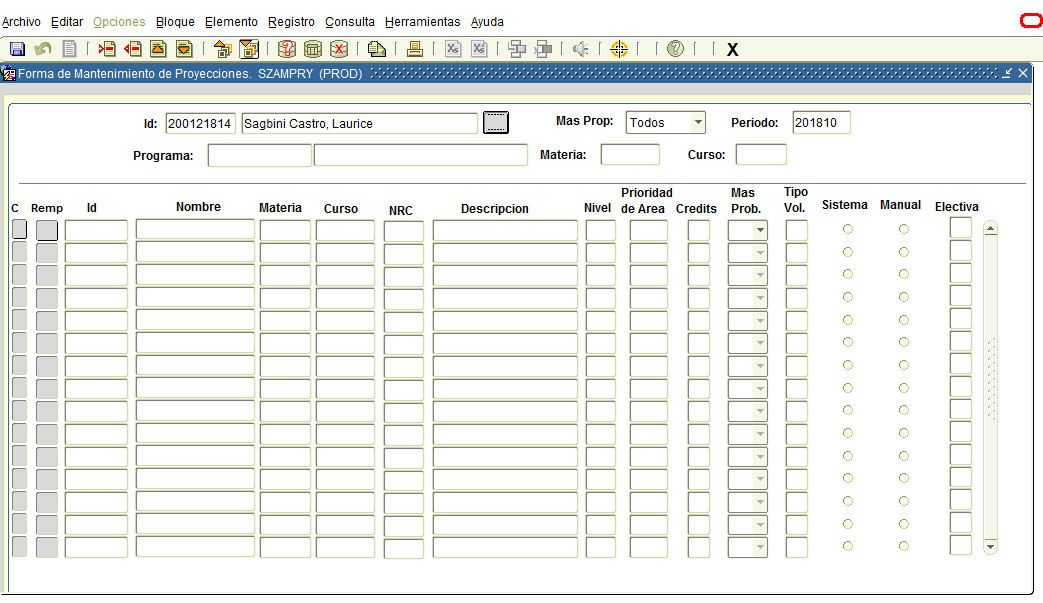 Archivo Editar Opciones Bloque Elemento Registro Consulta Herramientas Ayuda
X
Forma de Mantenimiento de Proyecciones. SZAMPRY (PROD)
Id: 200121814 Sagbini Castro, Laurice Mas Prop: Todos Periodo: 201810
Programa: Materia: Curso:
Prioridad Mas Tipo
C Remp Id Nombre Materia Curso NRC Descripcion Nivel de Area Credits Prob. Vol. Sistema Manual Electiva